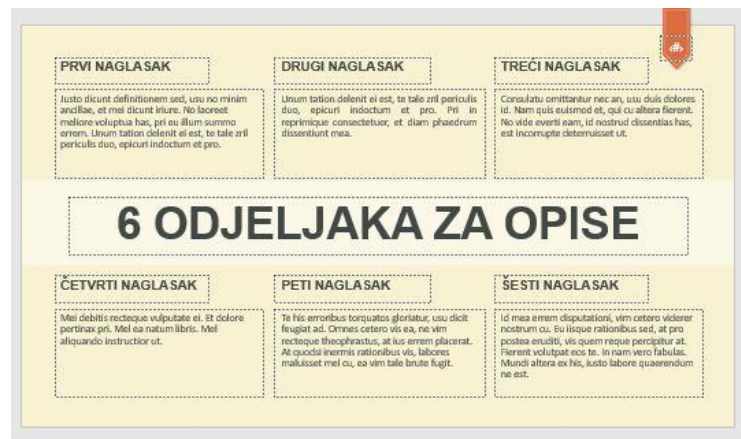 ‹#›
PRVI NAGLASAK
Justo dicunt definitionem sed, usu no minim
ancillae, et mei dicunt iriure. No laoreet
meliore voluptua has, pri eu illum summo
errem. Unum tation delenit ei est, te tale zril
periculis duo, epicuri indoctum et pro.
DRUGI NAGLASAK
Unum tation delenit ei est, te tale zril periculis
duo, epicuri indoctum et pro. Pri in
reprimique consectetuer, et diam phaedrum
dissentiunt mea.
TREĆI NAGLASAK
Consulatu omittantur nec an, usu duis dolores
id. Nam quis euismod et, qui cu altera fierent.
No vide everti eam, id nostrud dissentias has,
est incorrupte deterruisset ut.
6 ODJELJAKA ZA OPISE
ČETVRTI NAGLASAK
Mei debitis recteque vulputate ei. Et dolore
pertinax pri. Mel ea natum libris. Mel
aliquando instructior ut.
PETI NAGLASAK
Te his erroribus torquatos gloriatur, usu dicit
feugiat ad. Omnes cetero vis ea, ne vim
recteque theophrastus, at ius errem placerat.
At quodsi inermis rationibus vis, labores
maluisset mel cu, ea vim tale brute fugit.
ŠESTI NAGLASAK
Id mea errem disputationi, vim cetero viderer
nostrum cu. Eu iisque rationibus sed, at pro
postea eruditi, vis quem reque percipitur at.
Fierent volutpat eos te. In nam vero fabulas.
Mundi altera ex his, iusto labore quaerendum
ne est.